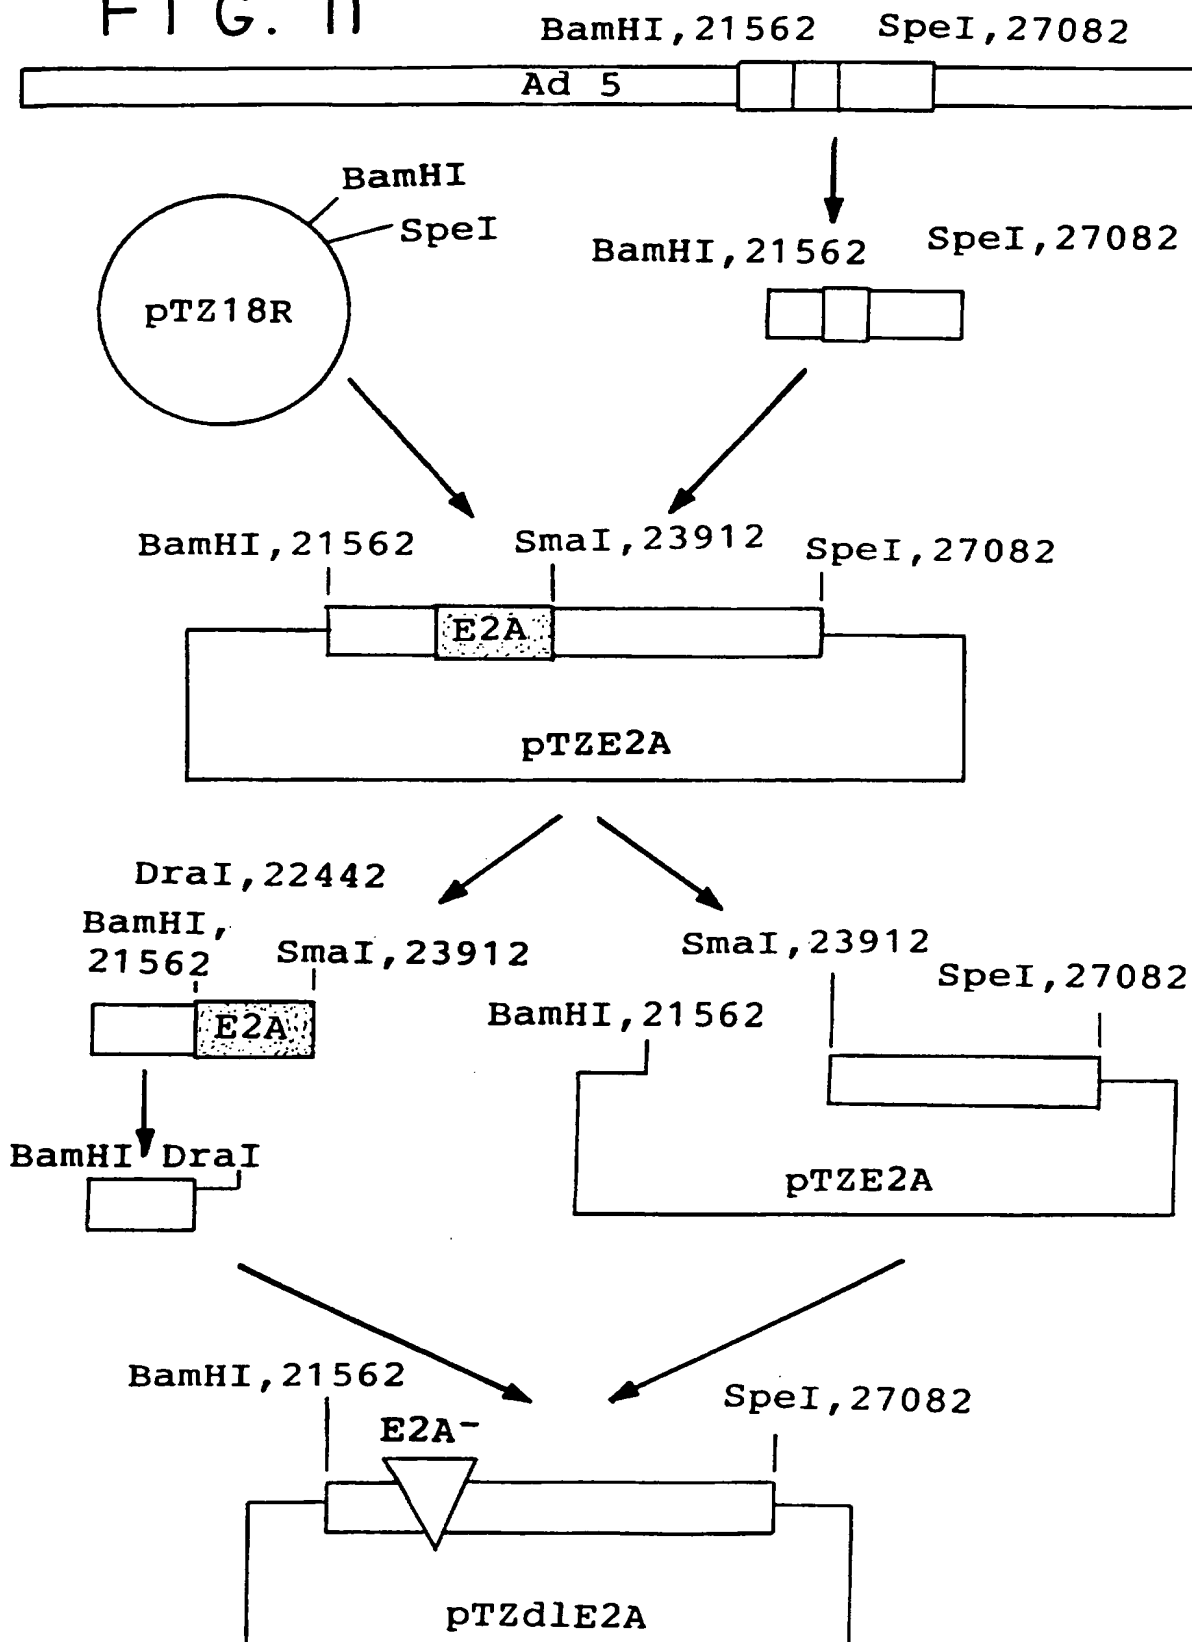 FIG. 11
BamHI,21562 SpeI,27082
Ad 5
BamHI
SpeI
pTZ18R
BamHI,21562 SpeI,27082
BamHI,21562 SmaI,23912 SpeI,27082
E2A
pTZE2A
DraI,22442
BamHI,
21562
SmaI,23912
E2A
BamHI DraI
SmaI,23912
SpeI,27082
BamHI,21562
pTZE2A
BamHI,21562
SpeI,27082
E2A-
pTZdlE2A